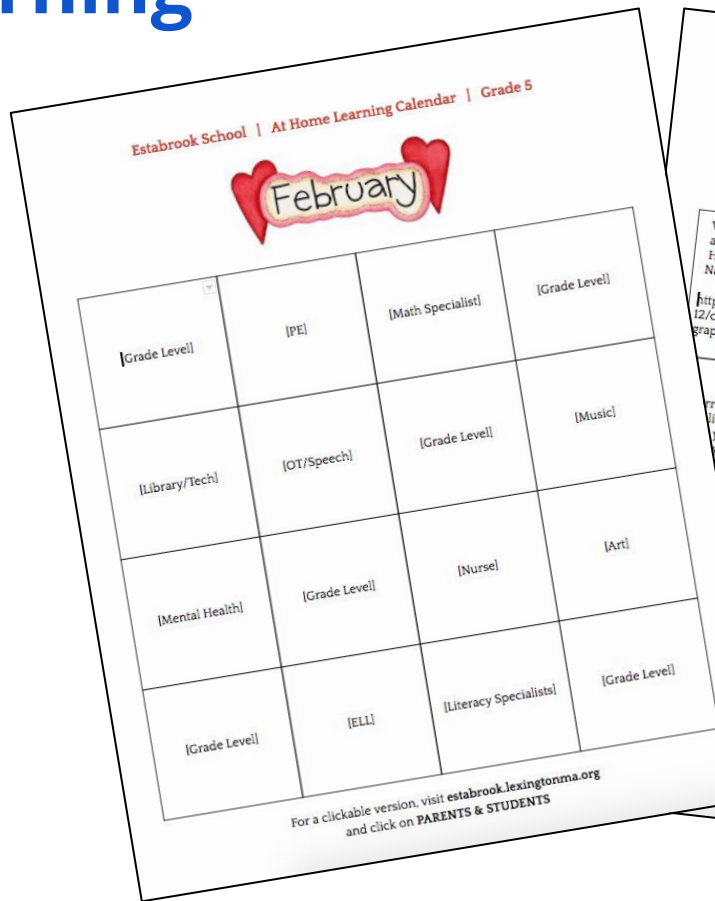 Estabrook School | At Home Learning Calendar | Grade 5
February
[Grade Level]
[PE]
[Math Specialist]
[Grade Level]
[Library/Tech]
[OT/Speech]
[Grade Level]
[Music]
[Mental Health]
[Grade Level]
[Nurse]
[Art]
[Grade Level]
[ELL]
[Literacy Specialists]
[Grade Level]
For a clickable version, visit estabrook.lexingtonma.org
and click on PARENTS & STUDENTS
12/c